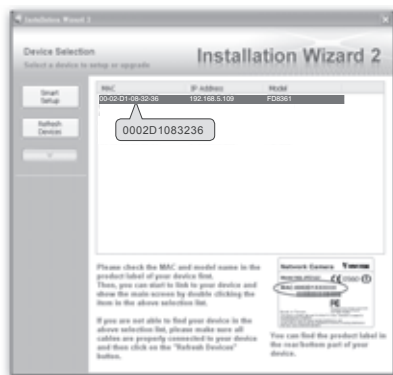 Installation Wizard 2
Device Selection
Select a device to setup or upgrade
Installation Wizard 2
Smart
Setup
Refresh
Devices
MAC IP Address Model
00-02-D1-08-32-36 192.168.5.109 FD8361
0002D1083236
Please check the MAC and model name in the
product label of your device first.
Then, you can start to link to your device and
show the main screen by double clicking the
item in the above selection list.
If you are not able to find your device in the
above selection list, please make sure all
cables are properly connected to your device
and then click on the "Refresh Devices"
button.
Network Camera
You can find the product label in
the rear/bottom part of your
device.